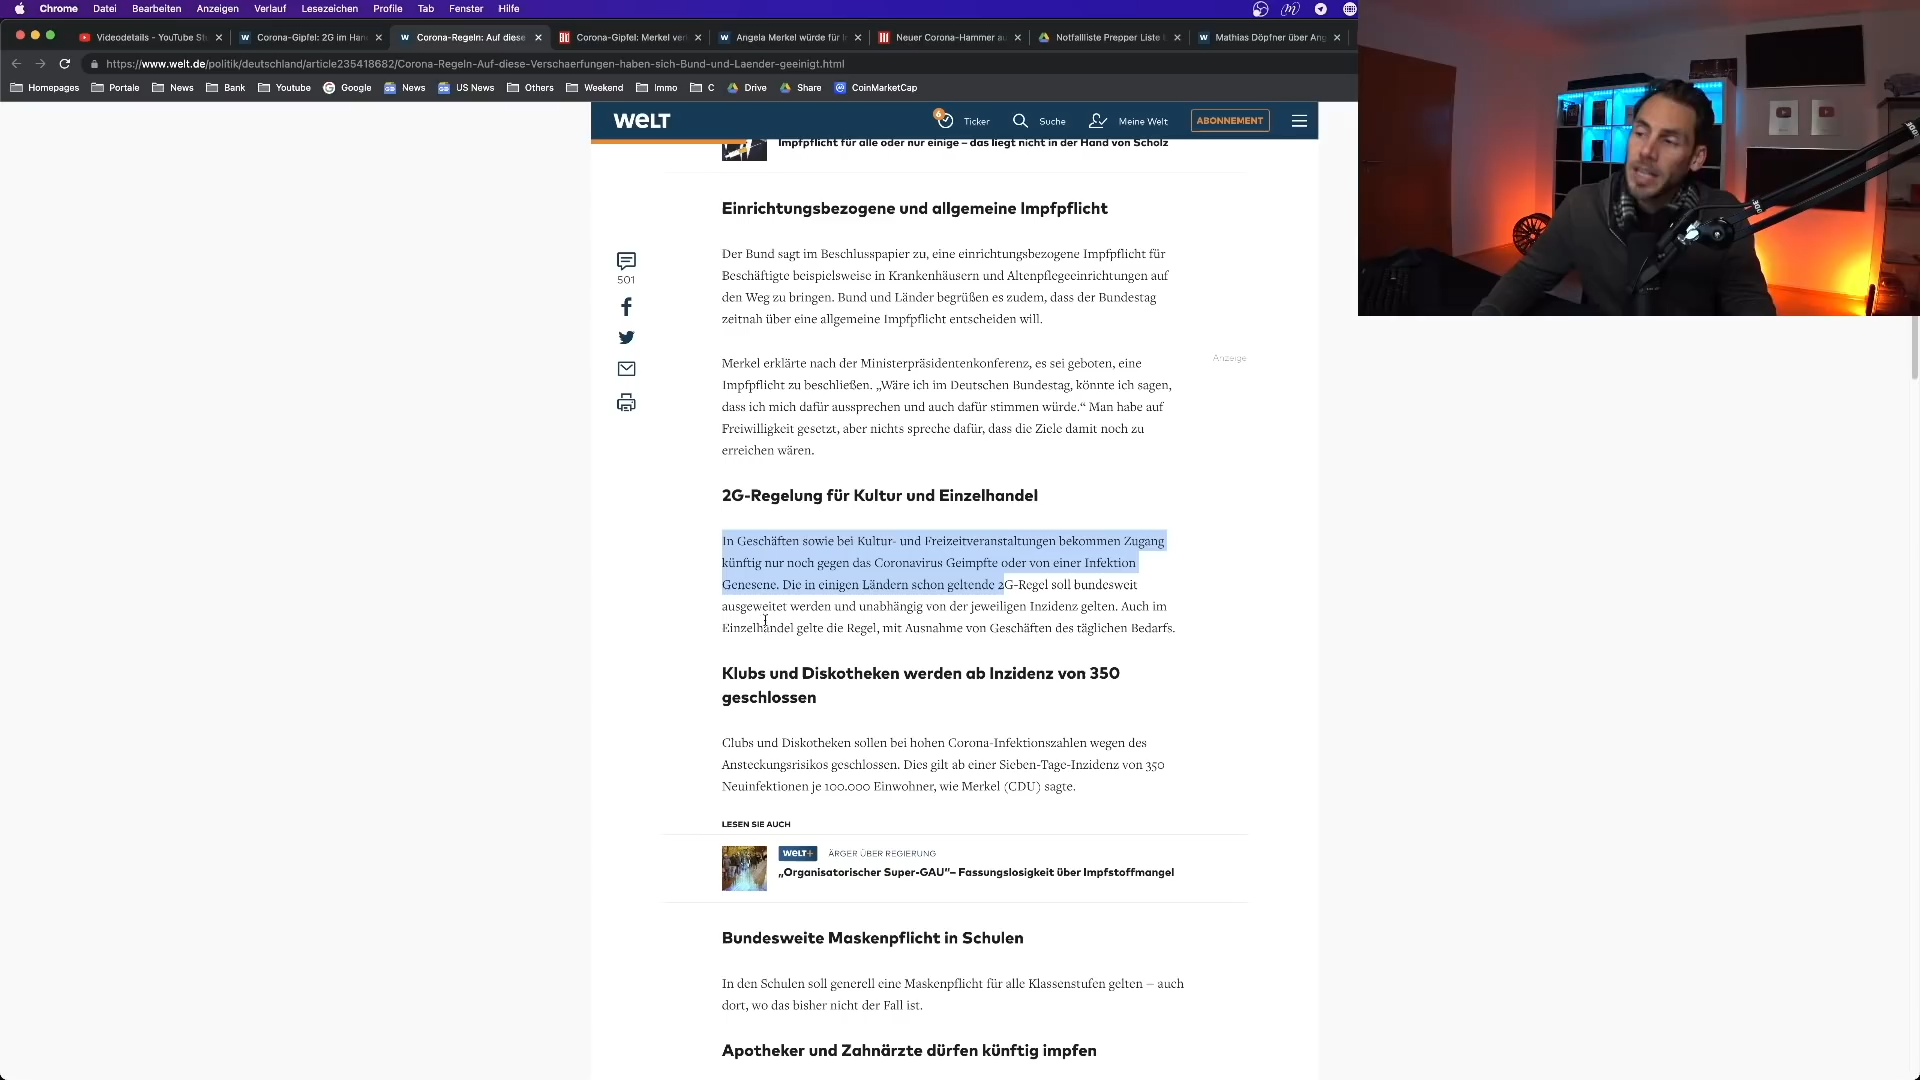 Chrome Datei Bearbeiten Anzeigen Verlauf Lesezeichen Profile Tab Fenster Hilfe
Videodetails - YouTube St
Corona-Gipfel: 2G im Han
Corona-Regeln: Auf diese
Corona-Gipfel: Merkel ver
Angela Merkel würde für I
Neuer Corona-Hammer au
Notfallliste Prepper Liste
Mathias Döpfner über Ang
https://www.welt.de/politik/deutschland/article235418682/Corona-Regeln-Auf-diese-Verschaerfungen-haben-sich-Bund-und-Laender-geeinigt.html
Homepages Portale News Bank Youtube Google News US News Others Weekend Immo C Drive Share CoinMarketCap
WELT
6 Ticker Suche Meine Welt ABONNEMENT
Impfpflicht für alle oder nur einige – das liegt nicht in der Hand von Scholz
Einrichtungsbezogene und allgemeine Impfpflicht
Der Bund sagt im Beschlusspapier zu, eine einrichtungsbezogene Impfpflicht für
Beschäftigte beispielsweise in Krankenhäusern und Altenpflegeeinrichtungen auf
den Weg zu bringen. Bund und Länder begrüßen es zudem, dass der Bundestag
zeitnah über eine allgemeine Impfpflicht entscheiden will.
501
Anzeige
Merkel erklärte nach der Ministerpräsidentenkonferenz, es sei geboten, eine
Impfpflicht zu beschließen. „Wäre ich im Deutschen Bundestag, könnte ich sagen,
dass ich mich dafür aussprechen und auch dafür stimmen würde.“ Man habe auf
Freiwilligkeit gesetzt, aber nichts spreche dafür, dass die Ziele damit noch zu
erreichen wären.
2G-Regelung für Kultur und Einzelhandel
In Geschäften sowie bei Kultur- und Freizeitveranstaltungen bekommen Zugang
künftig nur noch gegen das Coronavirus Geimpfte oder von einer Infektion
Genesene. Die in einigen Ländern schon geltende 2G-Regel soll bundesweit
ausgeweitet werden und unabhängig von der jeweiligen Inzidenz gelten. Auch im
Einzelhandel gelte die Regel, mit Ausnahme von Geschäften des täglichen Bedarfs.
Klubs und Diskotheken werden ab Inzidenz von 350
geschlossen
Clubs und Diskotheken sollen bei hohen Corona-Infektionszahlen wegen des
Ansteckungsrisikos geschlossen. Dies gilt ab einer Sieben-Tage-Inzidenz von 350
Neuinfektionen je 100.000 Einwohner, wie Merkel (CDU) sagte.
LESEN SIE AUCH
WELT+ ÄRGER ÜBER REGIERUNG
„Organisatorischer Super-GAU“– Fassungslosigkeit über Impfstoffmangel
Bundesweite Maskenpflicht in Schulen
In den Schulen soll generell eine Maskenpflicht für alle Klassenstufen gelten – auch
dort, wo das bisher nicht der Fall ist.
Apotheker und Zahnärzte dürfen künftig impfen